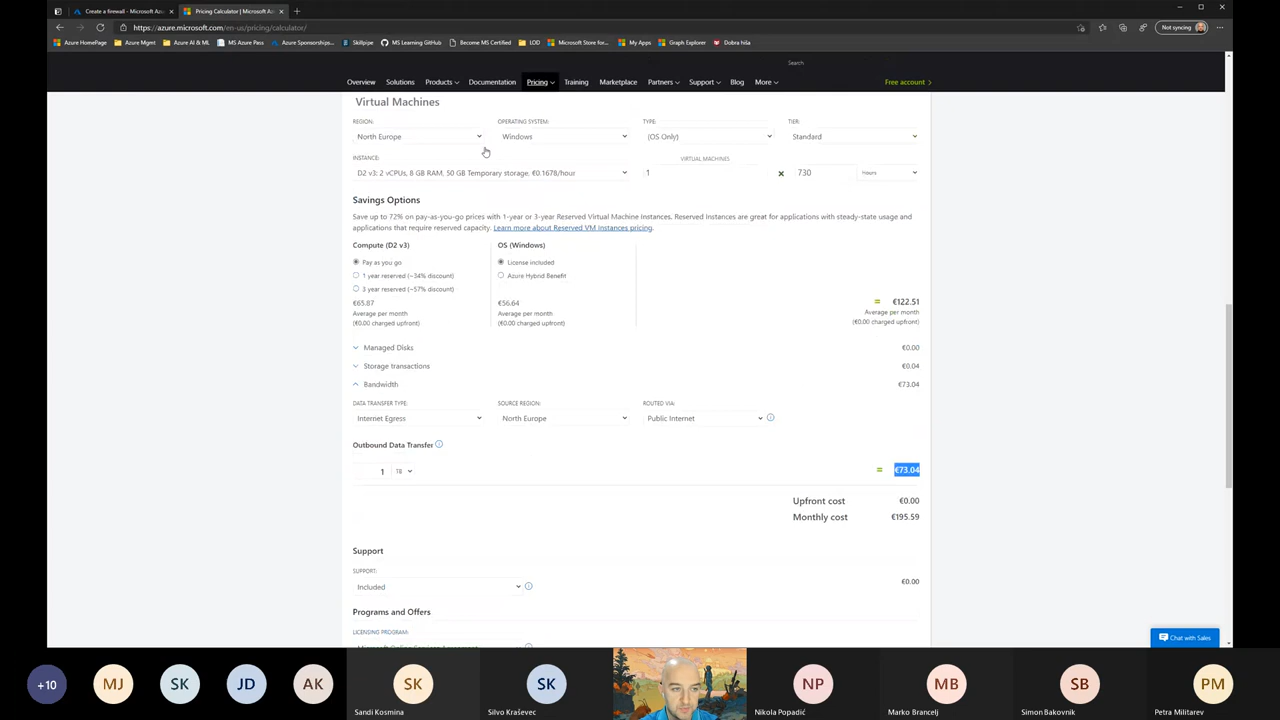 Create a firewall - Microsoft Az
Pricing Calculator | Microsoft Az
https://azure.microsoft.com/en-us/pricing/calculator/
Not syncing
Azure HomePage
Azure Mgmt
Azure AI & ML
MS Azure Pass
Azure Sponsorships...
Skillpipe
MS Learning GitHub
Become MS Certified
LOD
Microsoft Store for...
My Apps
Graph Explorer
Dobra hiša
Search
Overview
Solutions
Products
Documentation
Pricing
Training
Marketplace
Partners
Support
Blog
More
Free account
Virtual Machines
REGION:
OPERATING SYSTEM:
TYPE:
TIER:
North Europe
Windows
(OS Only)
Standard
INSTANCE:
VIRTUAL MACHINES
D2 v3: 2 vCPUs, 8 GB RAM, 50 GB Temporary storage, €0.1678/hour
1
×
730
Hours
Savings Options
Save up to 72% on pay-as-you-go prices with 1-year or 3-year Reserved Virtual Machine Instances. Reserved Instances are great for applications with steady-state usage and
applications that require reserved capacity. Learn more about Reserved VM Instances pricing.
Compute (D2 v3)
OS (Windows)
Pay as you go
License included
1 year reserved (~34% discount)
Azure Hybrid Benefit
3 year reserved (~57% discount)
€65.87
€56.64
= €122.51
Average per month
Average per month
Average per month
(€0.00 charged upfront)
(€0.00 charged upfront)
(€0.00 charged upfront)
Managed Disks
€0.00
Storage transactions
€0.04
Bandwidth
€73.04
DATA TRANSFER TYPE:
SOURCE REGION:
ROUTED VIA:
Internet Egress
North Europe
Public Internet
Outbound Data Transfer
1
TB
= €73.04
Upfront cost
€0.00
Monthly cost
€195.59
Support
SUPPORT:
Included
€0.00
Programs and Offers
LICENSING PROGRAM:
Chat with Sales
+10
MJ
SK
JD
AK
SK
Sandi Kosmina
SK
Silvo Kraševec
NP
Nikola Popadić
MB
Marko Brancelj
SB
Simon Bakovnik
PM
Petra Militarev